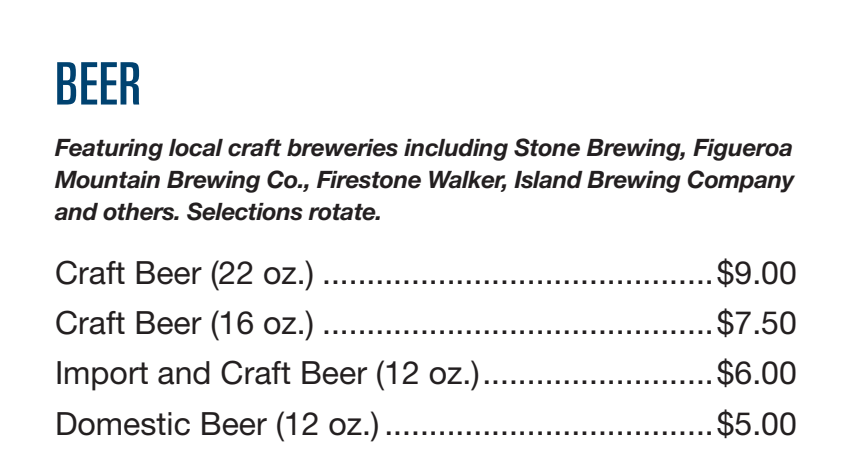 BEER
Featuring local craft breweries including Stone Brewing, Figueroa
Mountain Brewing Co., Firestone Walker, Island Brewing Company
and others. Selections rotate.
Craft Beer (22 oz.) ............................................$9.00
Craft Beer (16 oz.) ............................................$7.50
Import and Craft Beer (12 oz.)..........................$6.00
Domestic Beer (12 oz.).....................................$5.00